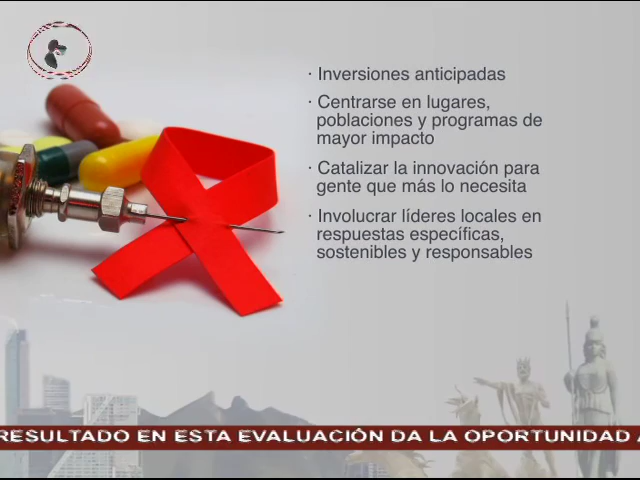 · Inversiones anticipadas
· Centrarse en lugares,
poblaciones y programas de
mayor impacto
· Catalizar la innovación para
gente que más lo necesita
· Involucrar líderes locales en
respuestas específicas,
sostenibles y responsables
RESULTADO EN ESTA EVALUACIÓN DA LA OPORTUNIDAD